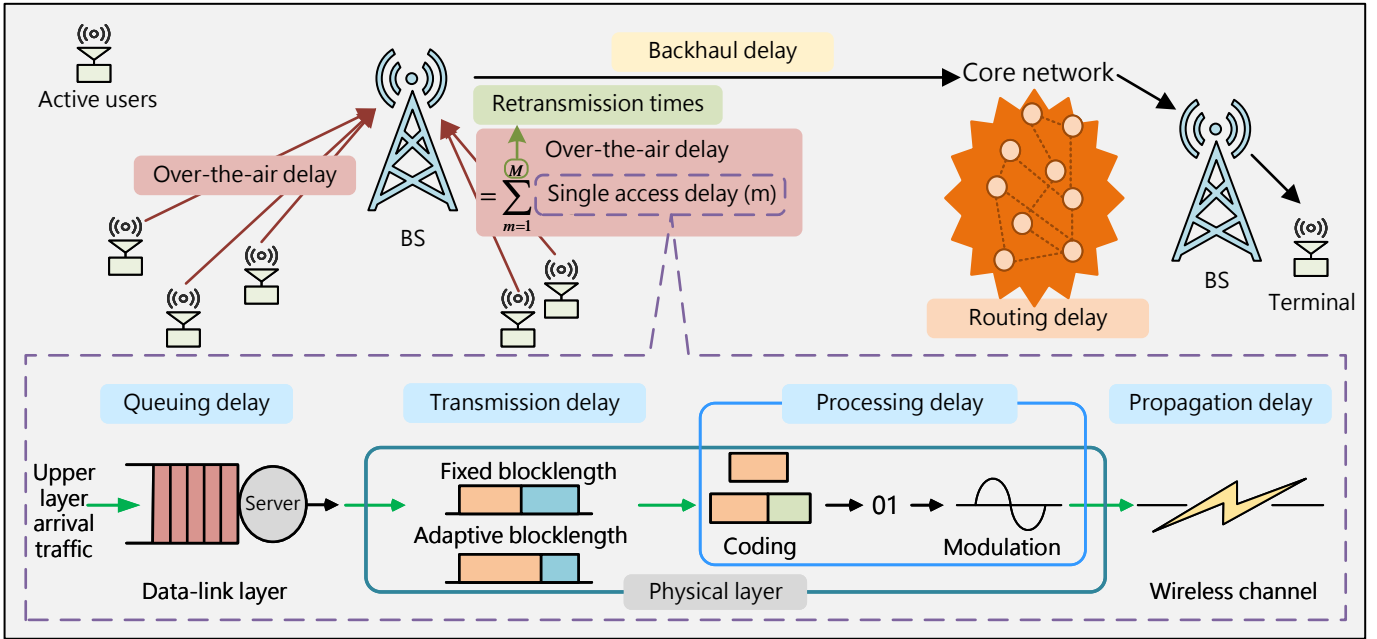 Active users
Backhaul delay
Core network
Retransmission times
Over-the-air delay
Over-the-air delay
M
= ∑ Single access delay (m)
m=1
BS
BS
Terminal
Routing delay
Queuing delay
Transmission delay
Processing delay
Propagation delay
Upper
layer
arrival
traffic
Server
Fixed blocklength
Adaptive blocklength
01
Coding
Modulation
Data-link layer
Physical layer
Wireless channel